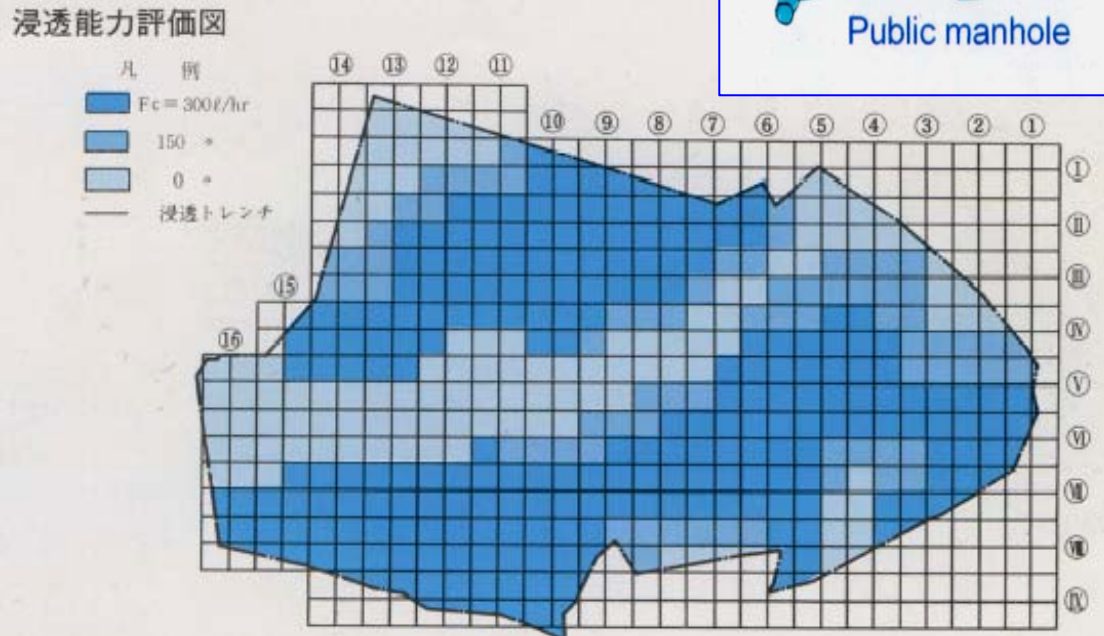 浸透能力評価図
Public manhole
凡 例
Fc=300ℓ/hr
150 〃
0 〃
浸透トレンチ
⑭ ⑬ ⑫ ⑪
⑩ ⑨ ⑧ ⑦ ⑥ ⑤ ④ ③ ② ①
⑮
⑯
Ⅰ
Ⅱ
Ⅲ
Ⅳ
Ⅴ
Ⅵ
Ⅶ
Ⅷ
Ⅸ